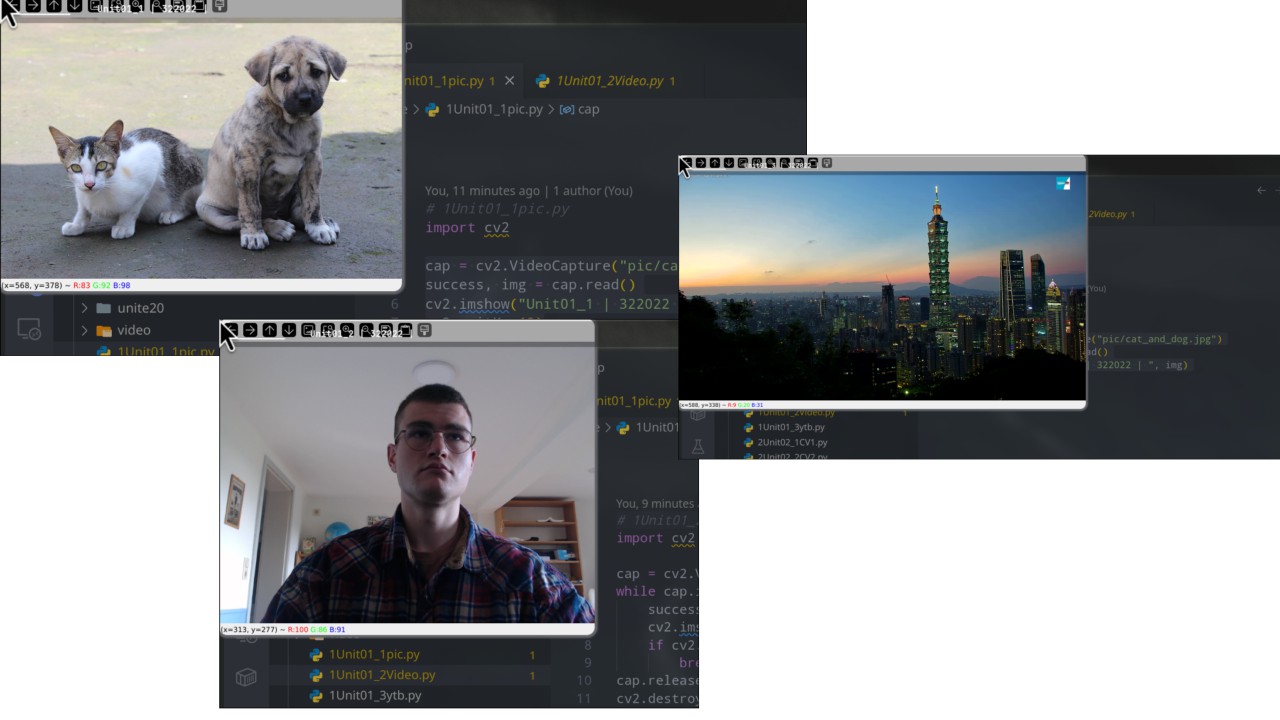 Unit01_1 | 322022
p
nit01_1pic.py 1
1Unit01_2Video.py 1
1Unit01_1pic.py > cap
You, 11 minutes ago | 1 author (You)
# 1Unit01_1pic.py
import cv2
cap = cv2.VideoCapture("pic/ca
success, img = cap.read()
6 cv2.imshow("Unit01_1 | 322022
(x=568, y=378) ~ R:83 G:92 B:98
unite20
video
1Unit01_1pic.py
Unit01_1 | 322022
2Video.py 1
You)
("pic/cat_and_dog.jpg")
ad()
| 322022 | ", img)
(x=588, y=338) ~ R:9 G:10 B:31
1Unit01_2Video.py 1
1Unit01_3ytb.py
2Unit02_1CV1.py
2Unit02_2CV2.py
Unit01_2 | 322022
p
nit01_1pic.py
> 1Unit01
You, 9 minutes
# 1Unit01_
import cv2
cap = cv2.V
while cap.i
success
cv2.ims
8 if cv2
9 bre
10 cap.release
11 cv2.destroy
(x=313, y=277) ~ R:100 G:86 B:91
1Unit01_1pic.py 1
1Unit01_2Video.py 1
1Unit01_3ytb.py